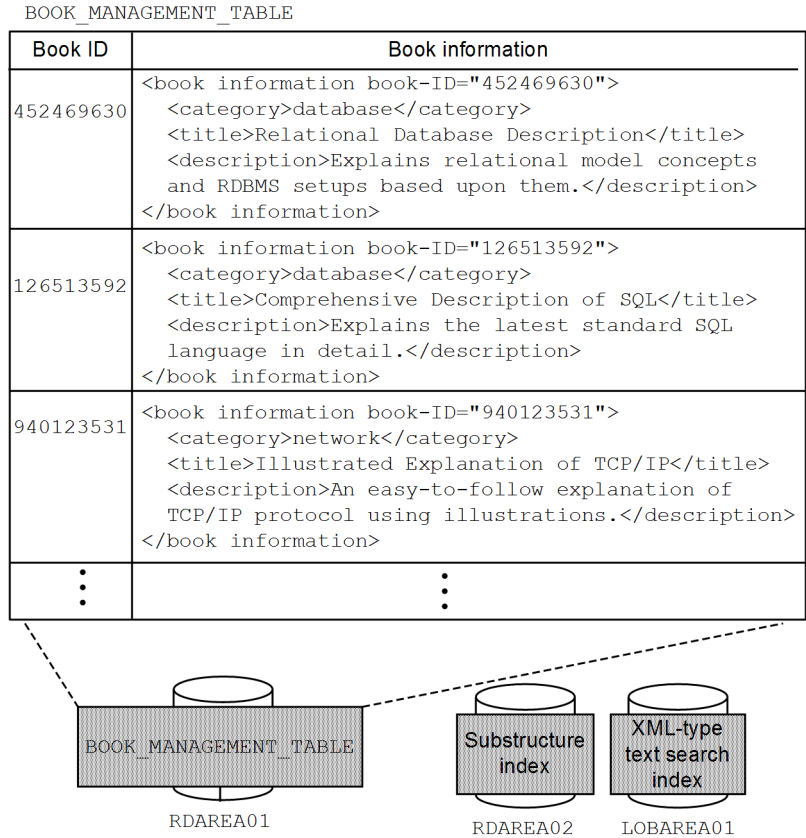 BOOK_MANAGEMENT_TABLE
Book ID Book information
<book information book-ID="452469630">
452469630 <category>database</category>
<title>Relational Database Description</title>
<description>Explains relational model concepts
and RDBMS setups based upon them.</description>
</book information>
<book information book-ID="126513592">
126513592 <category>database</category>
<title>Comprehensive Description of SQL</title>
<description>Explains the latest standard SQL
language in detail.</description>
</book information>
<book information book-ID="940123531">
940123531 <category>network</category>
<title>Illustrated Explanation of TCP/IP</title>
<description>An easy-to-follow explanation of
TCP/IP protocol using illustrations.</description>
</book information>
BOOK_MANAGEMENT_TABLE
RDAREA01
Substructure
index
RDAREA02
XML-type
text search
index
LOBAREA01